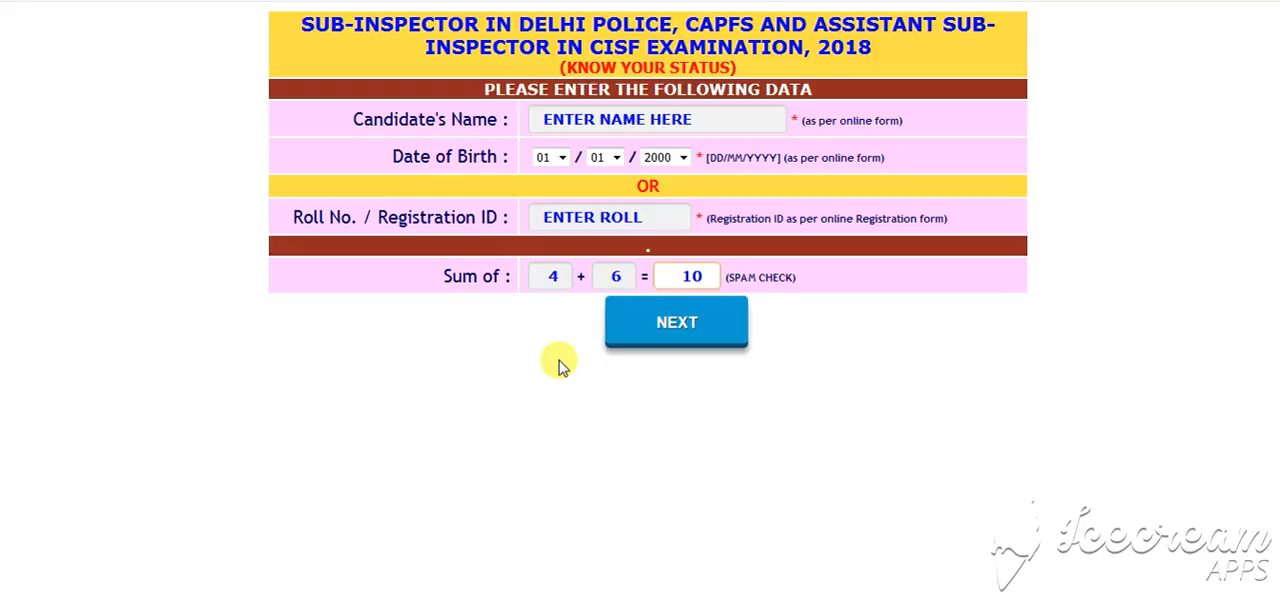 SUB-INSPECTOR IN DELHI POLICE, CAPFS AND ASSISTANT SUB-
INSPECTOR IN CISF EXAMINATION, 2018
(KNOW YOUR STATUS)
PLEASE ENTER THE FOLLOWING DATA
Candidate's Name : ENTER NAME HERE * (as per online form)
Date of Birth : 01 / 01 / 2000 * [DD/MM/YYYY] (as per online form)
OR
Roll No. / Registration ID : ENTER ROLL * (Registration ID as per online Registration form)
.
Sum of : 4 + 6 = 10 (SPAM CHECK)
NEXT
Icecream
APPS